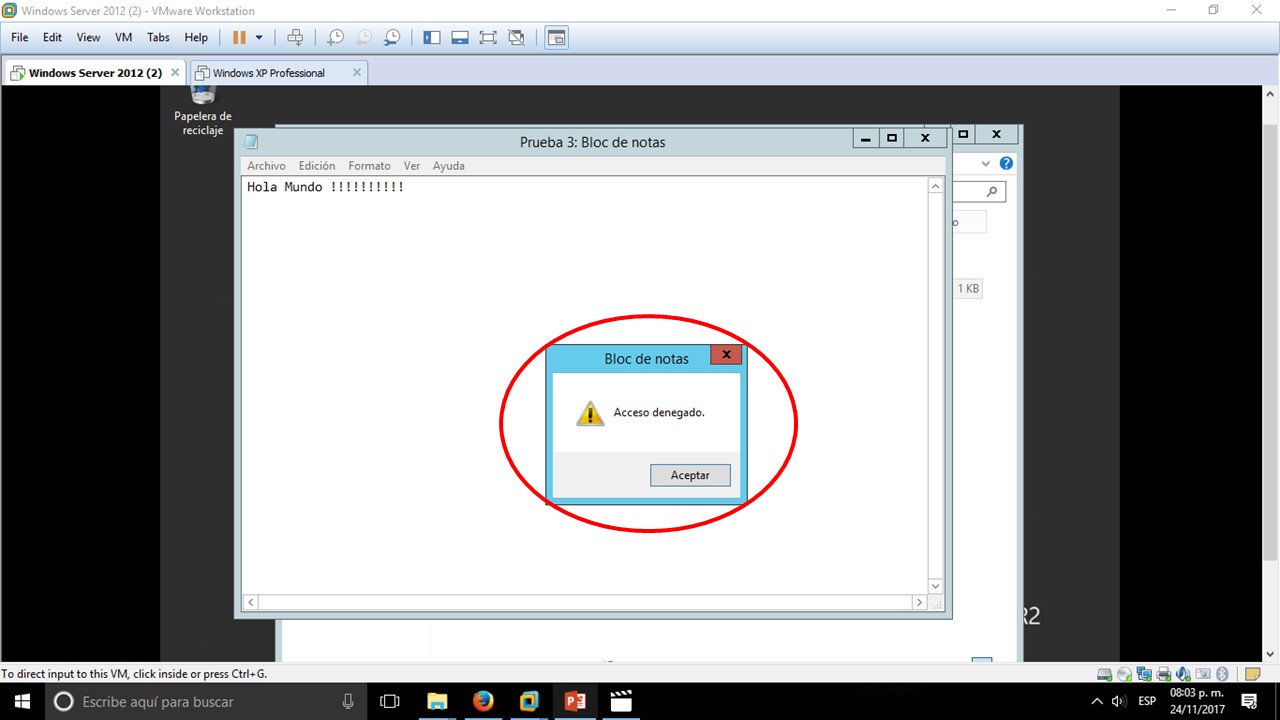 Windows Server 2012 (2) - VMware Workstation
File Edit View VM Tabs Help
Windows Server 2012 (2) Windows XP Professional
Papelera de
reciclaje
Prueba 3: Bloc de notas
Archivo Edición Formato Ver Ayuda
Hola Mundo !!!!!!!!!!
1 KB
Bloc de notas
Acceso denegado.
Aceptar
R2
To direct input to this VM, click inside or press Ctrl+G.
Escribe aquí para buscar
ESP
08:03 p. m.
24/11/2017